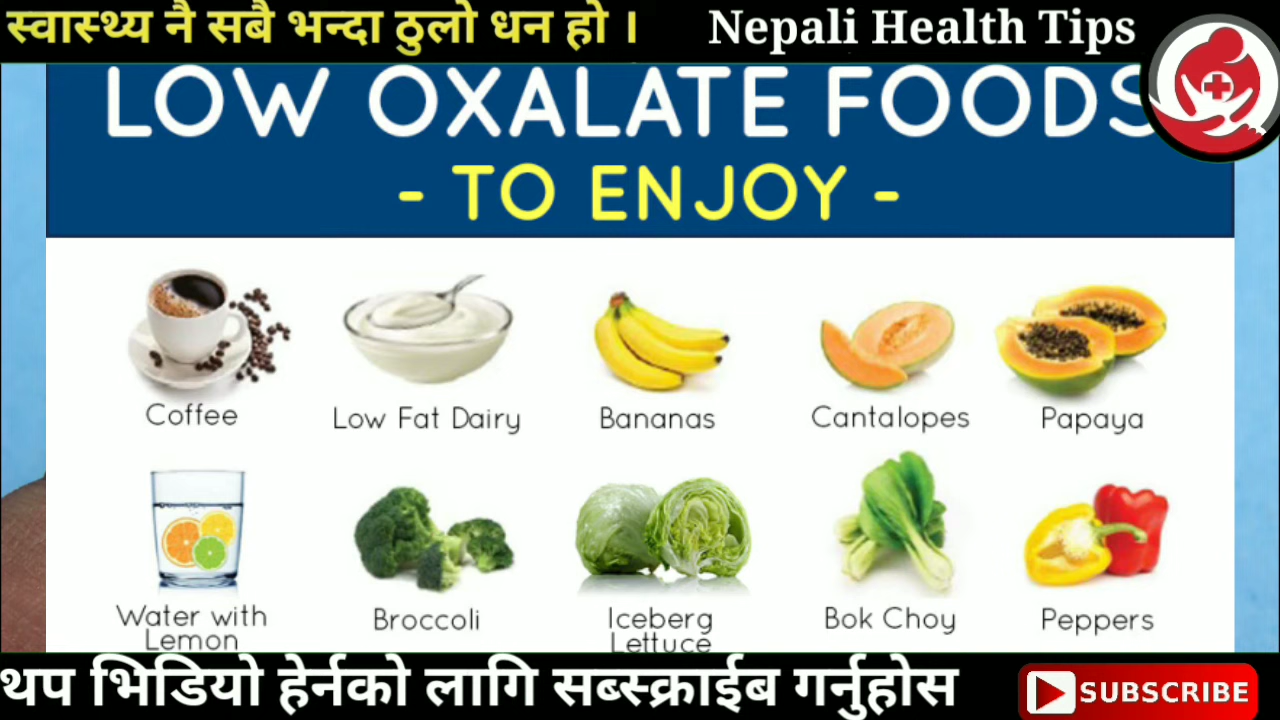 स्वास्थ्य नै सबै भन्दा ठुलो धन हो ।
Nepali Health Tips
LOW OXALATE FOODS
- TO ENJOY -
Coffee
Low Fat Dairy
Bananas
Cantalopes
Papaya
Water with
Lemon
Broccoli
Iceberg
Lettuce
Bok Choy
Peppers
थप भिडियो हेर्नको लागि सब्स्क्राईब गर्नुहोस
SUBSCRIBE